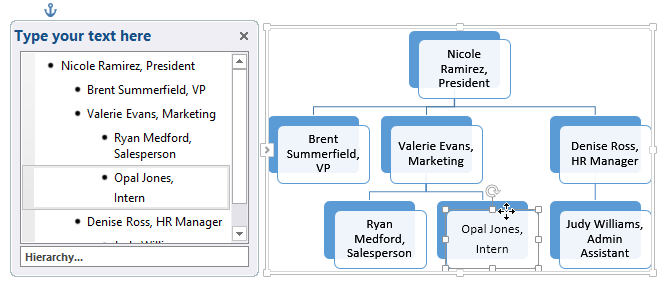 Type your text here
Nicole Ramirez, President
Brent Summerfield, VP
Valerie Evans, Marketing
Ryan Medford,
Salesperson
Opal Jones,
Intern
Denise Ross, HR Manager
Hierarchy...
Nicole
Ramirez,
President
Brent
Summerfield,
VP
Valerie Evans,
Marketing
Denise Ross,
HR Manager
Ryan
Medford,
Salesperson
Opal Jones,
Intern
Judy Williams,
Admin
Assistant